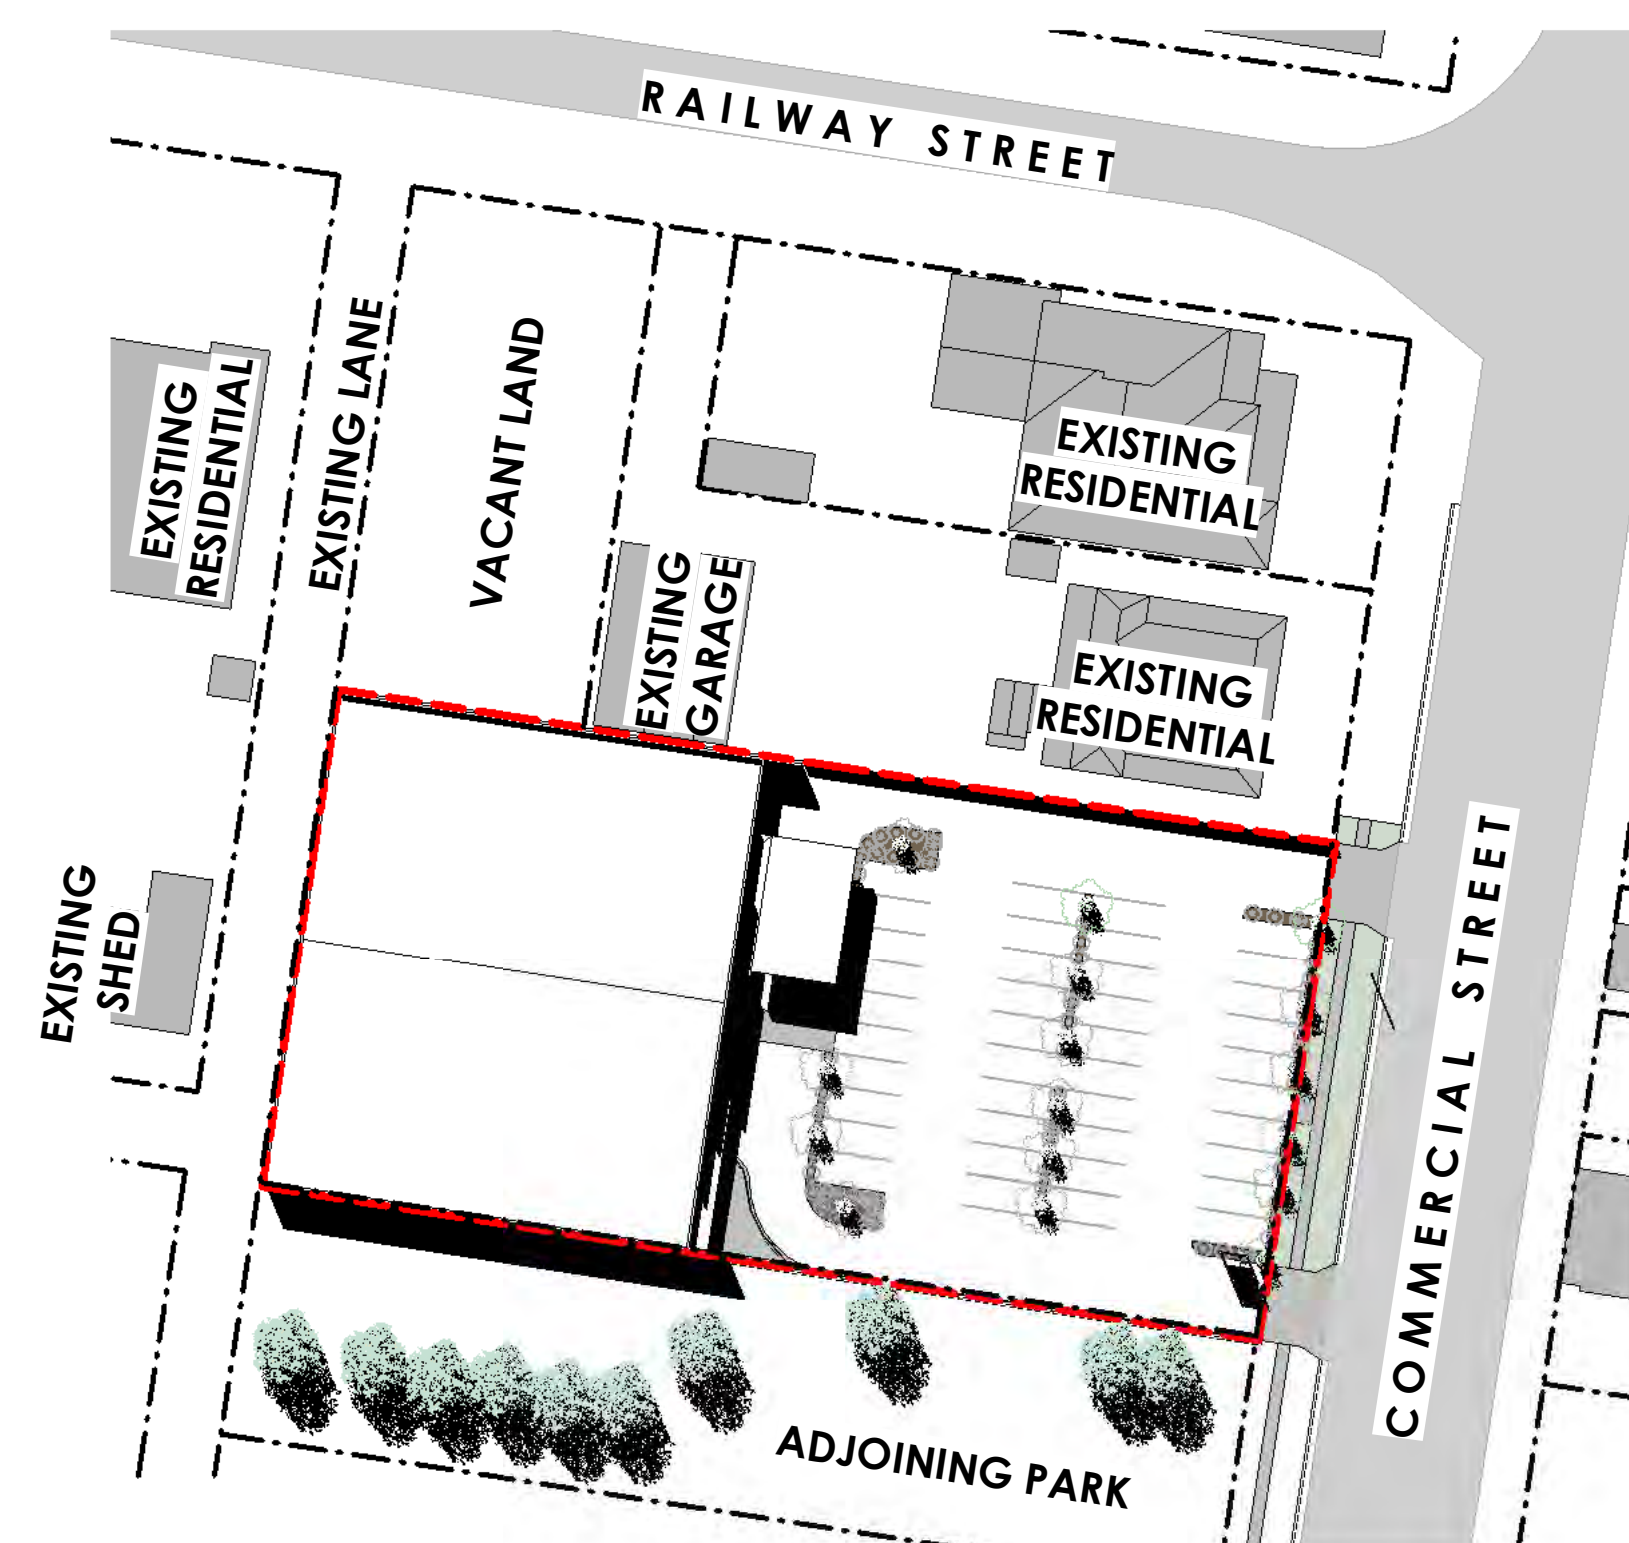 RAILWAY STREET
EXISTING
RESIDENTIAL
EXISTING LANE
VACANT LAND
EXISTING
RESIDENTIAL
EXISTING
GARAGE
EXISTING
RESIDENTIAL
EXISTING
SHED
COMMERCIAL STREET
ADJOINING PARK